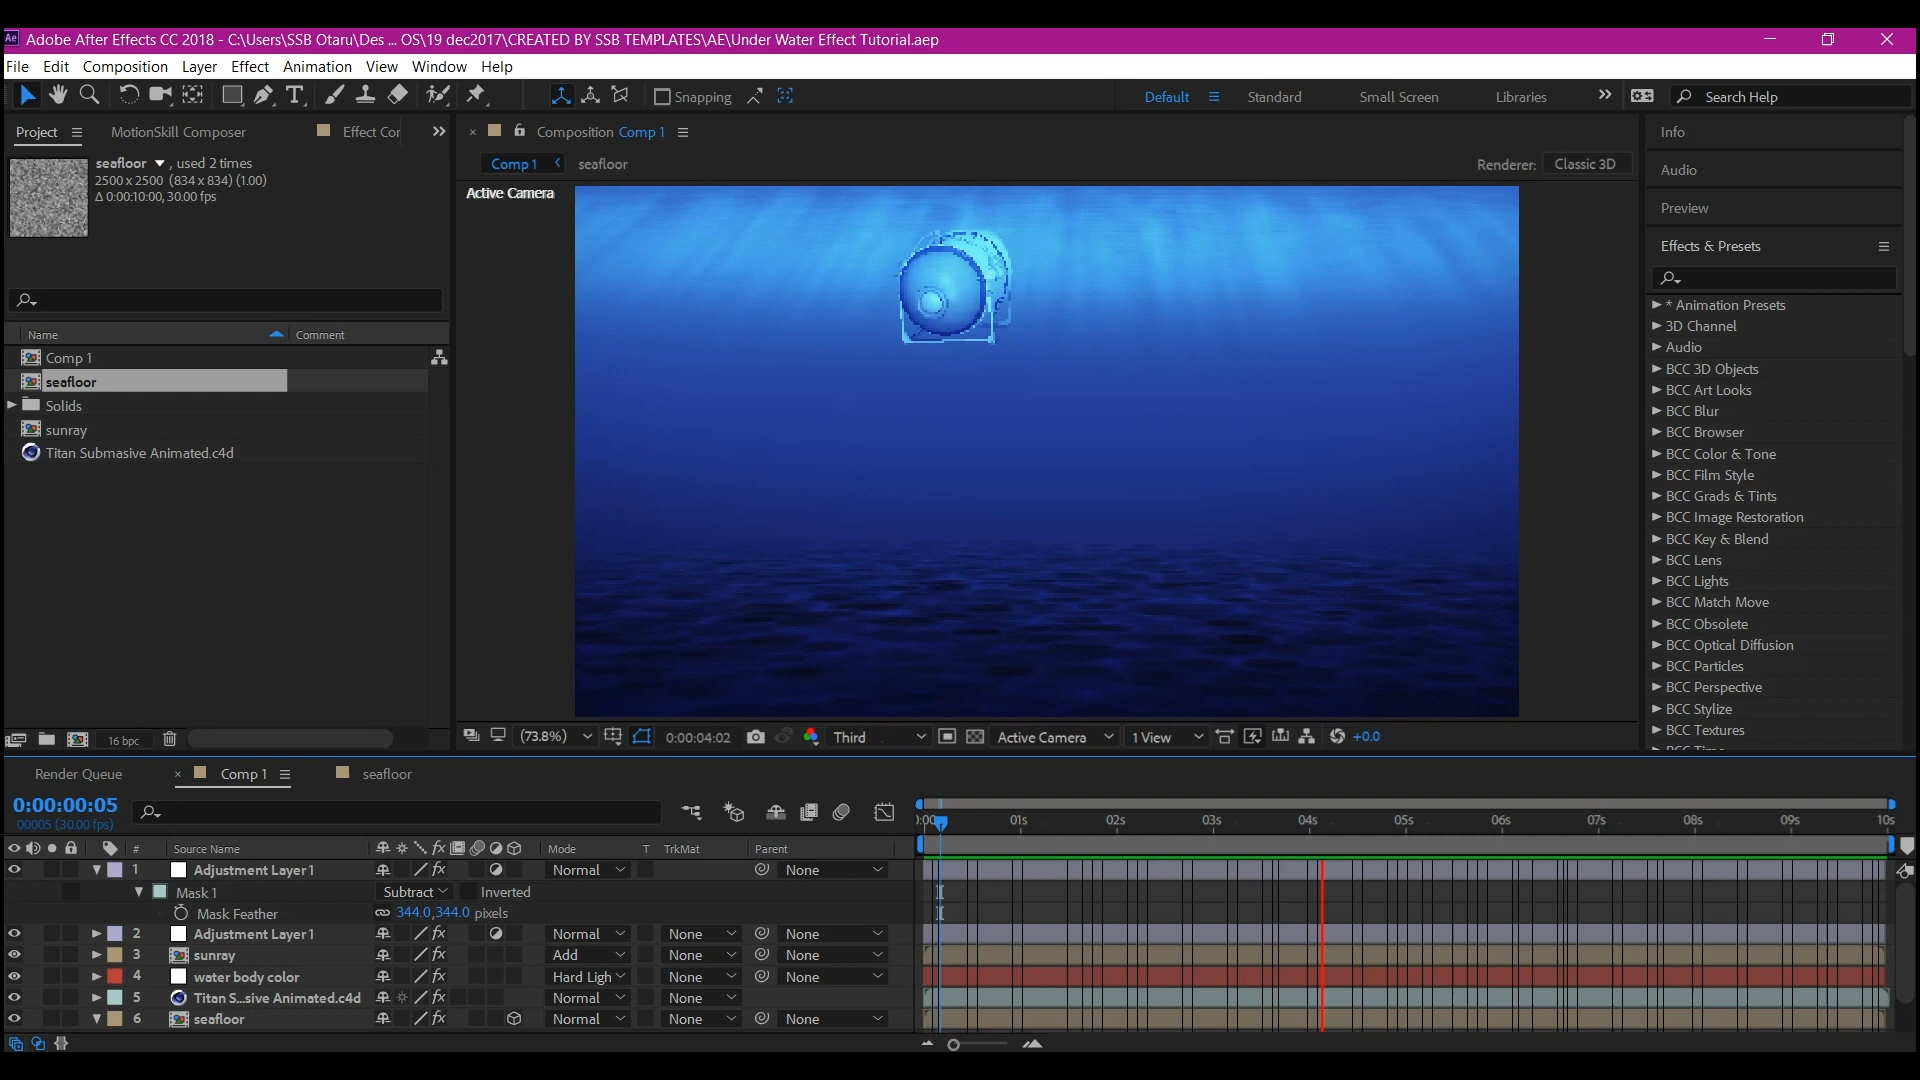 Adobe After Effects CC 2018 - C:\Users\SSB Otaru\Des ... OS\19 dec2017\CREATED BY SSB TEMPLATES\AE\Under Water Effect Tutorial.aep
File Edit Composition Layer Effect Animation View Window Help
Snapping
Default Standard Small Screen Libraries Search Help
Project MotionSkill Composer Effect Cor
Composition Comp 1
Info
seafloor , used 2 times
2500 x 2500 (834 x 834) (1.00)
Δ 0:00:10:00, 30.00 fps
Comp 1 seafloor
Renderer: Classic 3D
Active Camera
Audio
Preview
Effects & Presets
Name Comment
Comp 1
seafloor
Solids
sunray
Titan Submasive Animated.c4d
* Animation Presets
3D Channel
Audio
BCC 3D Objects
BCC Art Looks
BCC Blur
BCC Browser
BCC Color & Tone
BCC Film Style
BCC Grads & Tints
BCC Image Restoration
BCC Key & Blend
BCC Lens
BCC Lights
BCC Match Move
BCC Obsolete
BCC Optical Diffusion
BCC Particles
BCC Perspective
BCC Stylize
BCC Textures
BCC Time
16 bpc
(73.8%) 0:00:04:02 Third Active Camera 1 View +0.0
Render Queue Comp 1 seafloor
0:00:00:05
00005 (30.00 fps)
0:00 01s 02s 03s 04s 05s 06s 07s 08s 09s 10s
# Source Name Mode T TrkMat Parent
1 Adjustment Layer 1 Normal None
Mask 1 Subtract Inverted
Mask Feather 344.0,344.0 pixels
2 Adjustment Layer 1 Normal None None
3 sunray Add None None
4 water body color Hard Ligh None None
5 Titan S...sive Animated.c4d Normal None
6 seafloor Normal None None